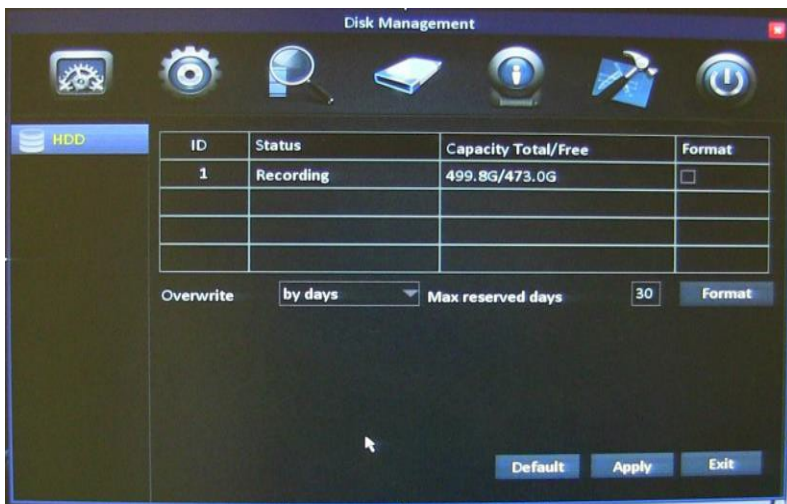 Disk Management
HDD
ID Status Capacity Total/Free Format
1 Recording 499.8G/473.0G
Overwrite by days Max reserved days 30 Format
Default Apply Exit